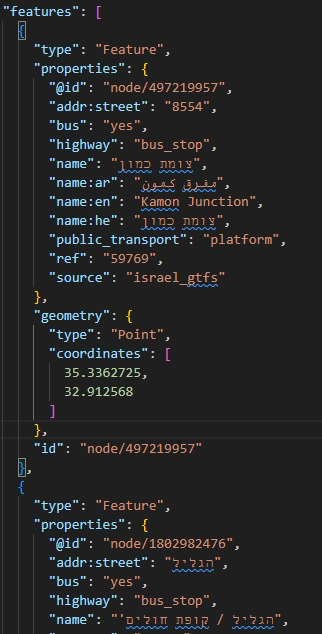 "features": [
{
"type": "Feature",
"properties": {
"@id": "node/497219957",
"addr:street": "8554",
"bus": "yes",
"highway": "bus_stop",
"name": "צומת כמון",
"name:ar": "مفرق كمون",
"name:en": "Kamon Junction",
"name:he": "צומת כמון",
"public_transport": "platform",
"ref": "59769",
"source": "israel_gtfs"
},
"geometry": {
"type": "Point",
"coordinates": [
35.3362725,
32.912568
]
},
"id": "node/497219957"
},
{
"type": "Feature",
"properties": {
"@id": "node/1802982476",
"addr:street": "הגליל",
"bus": "yes",
"highway": "bus_stop",
"name": "הגליל / קופת חולים'",